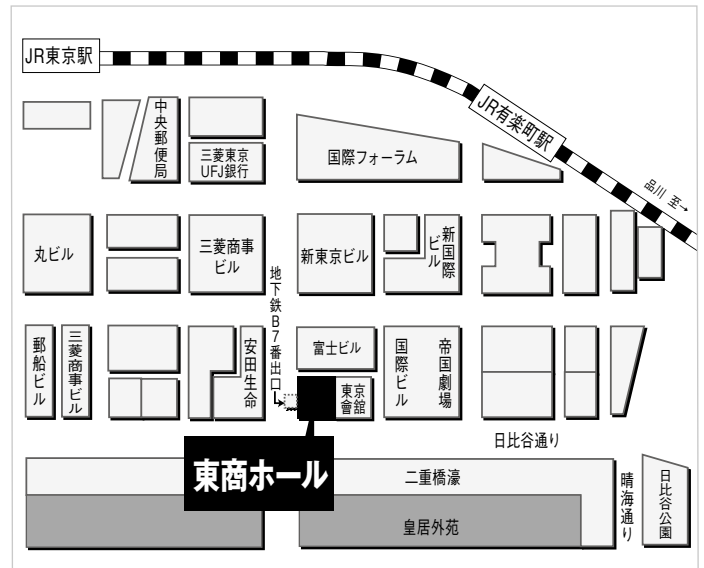 JR東京駅
JR有楽町駅
品川 至→
中央郵便局
三菱東京
UFJ銀行
国際フォーラム
丸ビル
三菱商事
ビル
地下鉄B7番出口
新東京ビル
新国際
ビル
郵船ビル
三菱商事ビル
安田生命
富士ビル
東京
會舘
国際ビル
帝国劇場
東商ホール
日比谷通り
二重橋濠
皇居外苑
晴海通り
日比谷公園